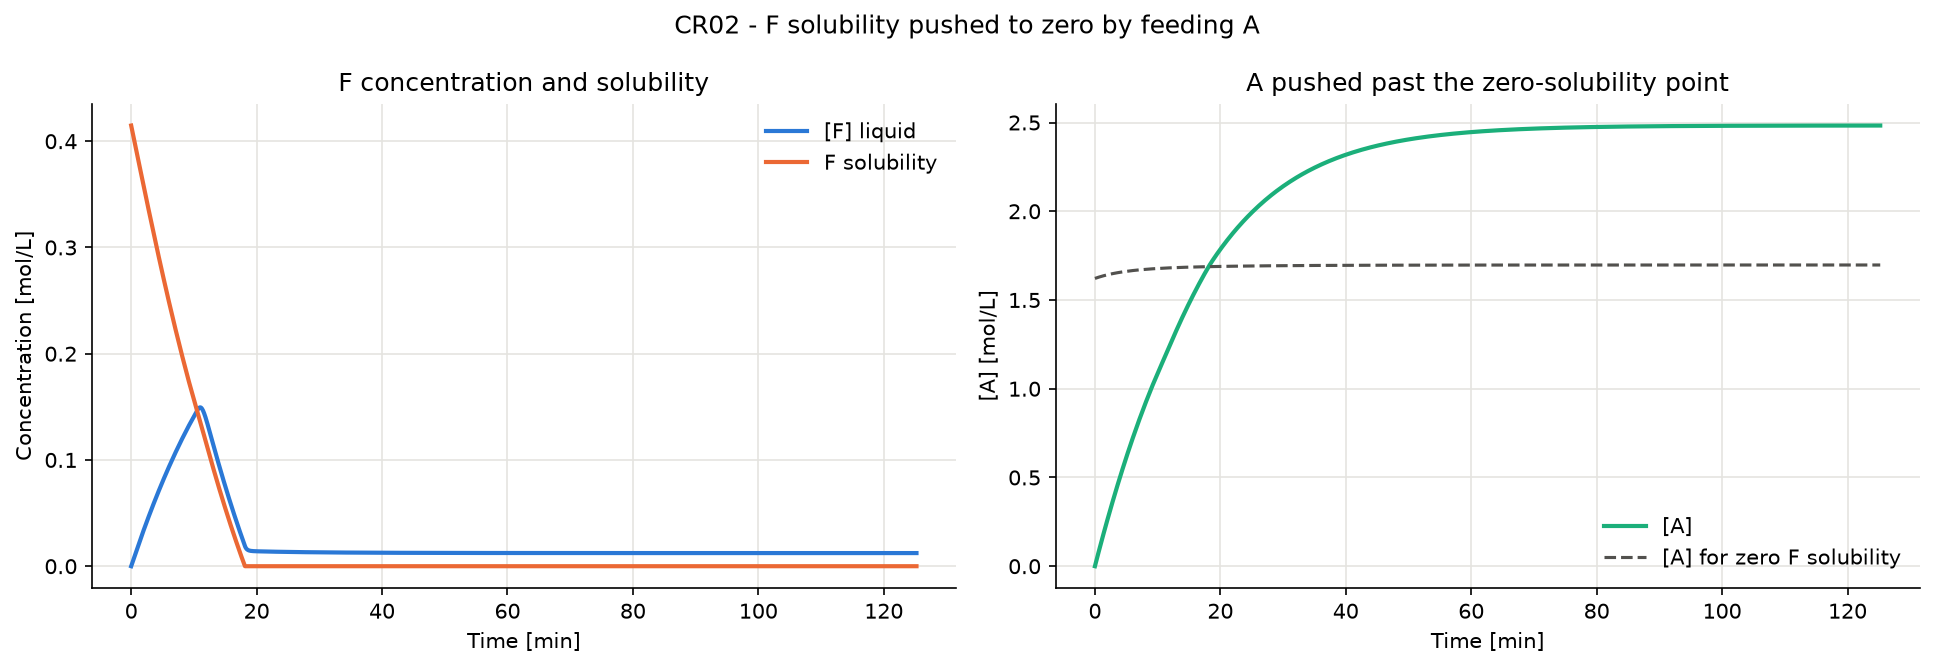 CR02 - F solubility pushed to zero by feeding A
F concentration and solubility
[F] liquid
F solubility
0.4
0.3
0.2
0.1
0.0
Concentration [mol/L]
0 20 40 60 80 100 120
Time [min]
A pushed past the zero-solubility point
2.5
2.0
1.5
1.0
0.5
0.0
[A] [mol/L]
[A]
[A] for zero F solubility
0 20 40 60 80 100 120
Time [min]